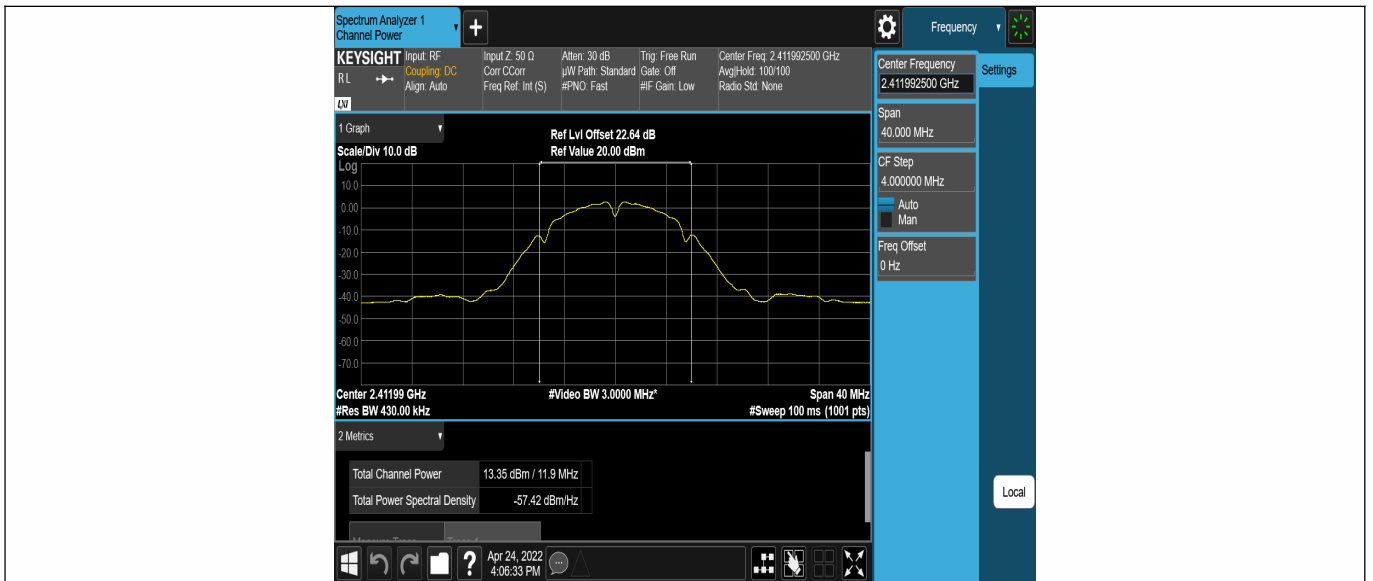 Spectrum Analyzer 1
Channel Power
+
Frequency
KEYSIGHT
RL
LXI
Input: RF
Coupling: DC
Align: Auto
Input Z: 50 Ω
Corr CCorr
Freq Ref: Int (S)
Atten: 30 dB
µW Path: Standard
#PNO: Fast
Trig: Free Run
Gate: Off
#IF Gain: Low
Center Freq: 2.411992500 GHz
Avg|Hold: 100/100
Radio Std: None
Center Frequency
2.411992500 GHz
Settings
Span
40.000 MHz
CF Step
4.000000 MHz
Auto
Man
Freq Offset
0 Hz
1 Graph
Scale/Div 10.0 dB
Ref Lvl Offset 22.64 dB
Ref Value 20.00 dBm
Log
10.0
0.00
-10.0
-20.0
-30.0
-40.0
-50.0
-60.0
-70.0
Center 2.41199 GHz
#Video BW 3.0000 MHz*
Span 40 MHz
#Res BW 430.00 kHz
#Sweep 100 ms (1001 pts)
2 Metrics
Total Channel Power 13.35 dBm / 11.9 MHz
Total Power Spectral Density -57.42 dBm/Hz
Local
?
Apr 24, 2022
4:06:33 PM